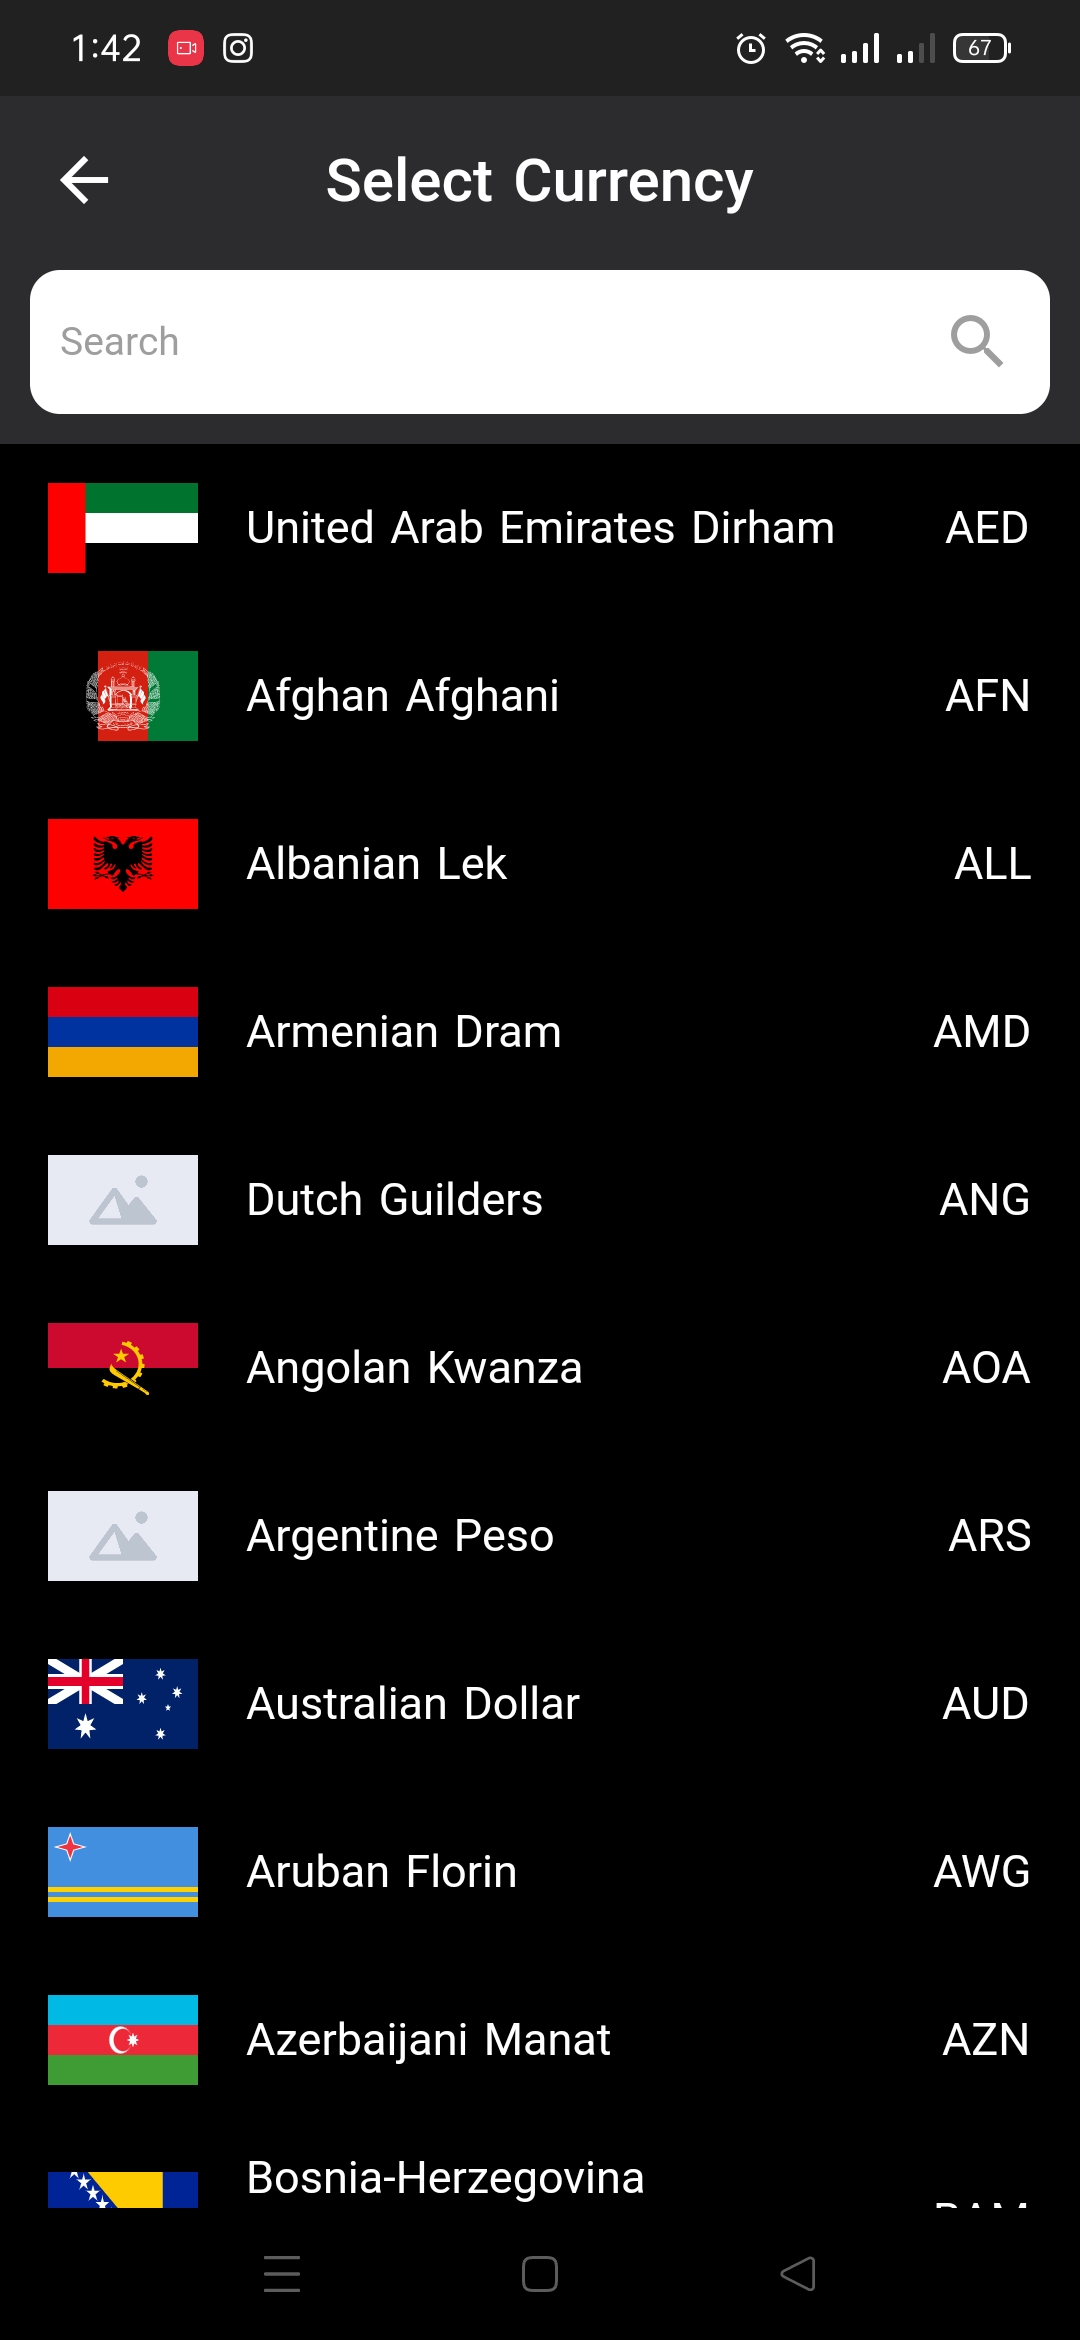 1:42
67
Select Currency
Search
United Arab Emirates Dirham AED
Afghan Afghani AFN
Albanian Lek ALL
Armenian Dram AMD
Dutch Guilders ANG
Angolan Kwanza AOA
Argentine Peso ARS
Australian Dollar AUD
Aruban Florin AWG
Azerbaijani Manat AZN
Bosnia-Herzegovina